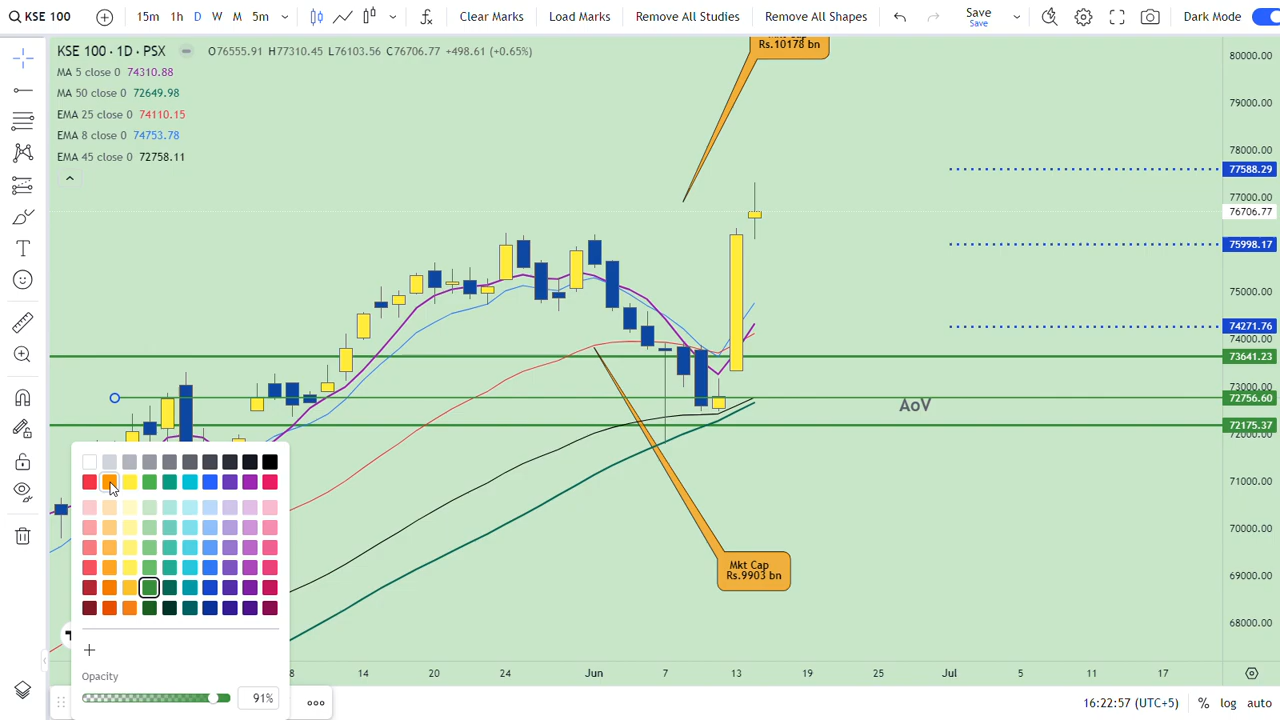 KSE 100
15m 1h D W M 5m
Clear Marks
Load Marks
Remove All Studies
Remove All Shapes
Save
Save
Dark Mode
KSE 100 · 1D · PSX
O76555.91 H77310.45 L76103.56 C76706.77 +498.61 (+0.65%)
MA 5 close 0 74310.88
MA 50 close 0 72649.98
EMA 25 close 0 74110.15
EMA 8 close 0 74753.78
EMA 45 close 0 72758.11
Rs.10178 bn
80000.00
79000.00
78000.00
77588.29
77000.00
76706.77
75998.17
75000.00
74271.76
74000.00
73641.23
73000.00
72756.60
AoV
72175.37
72000.00
71000.00
70000.00
69000.00
68000.00
Mkt Cap
Rs.9903 bn
Opacity
91%
8 14 20 24 Jun 7 13 19 25 Jul 5 11 17
16:22:57 (UTC+5) % log auto